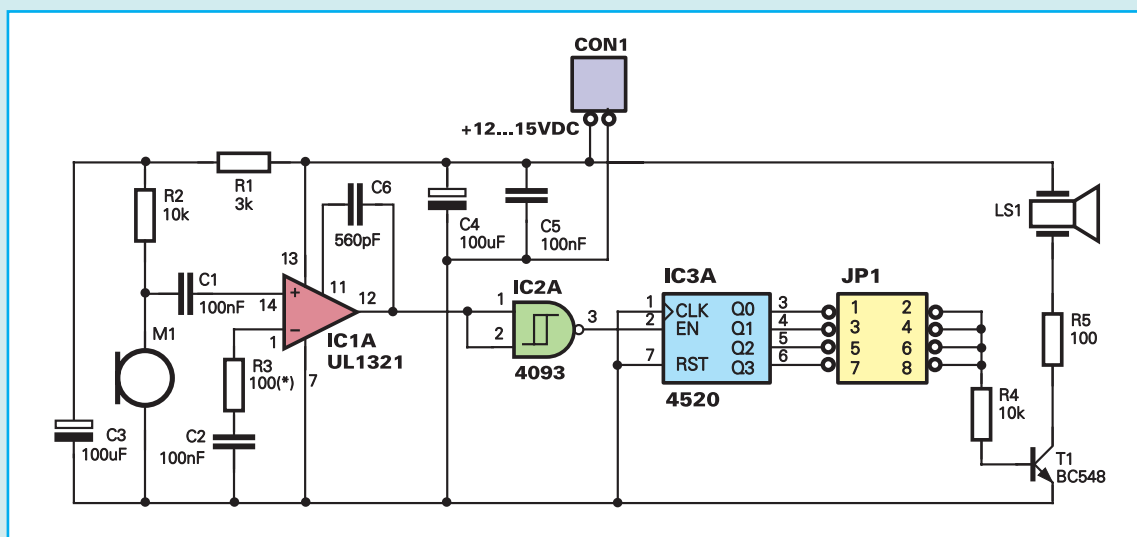 CON1
+12...15VDC
R1
3k
R2
10k
C6
560pF
C4
100uF
C5
100nF
LS1
C1
100nF
13
11
14
12
1
7
IC1A
UL1321
M1
R3
100(*)
C2
100nF
C3
100uF
IC2A
1
2
3
4093
IC3A
1
2
7
CLK
EN
RST
Q0
Q1
Q2
Q3
3
4
5
6
4520
JP1
1 2
3 4
5 6
7 8
R5
100
R4
10k
T1
BC548